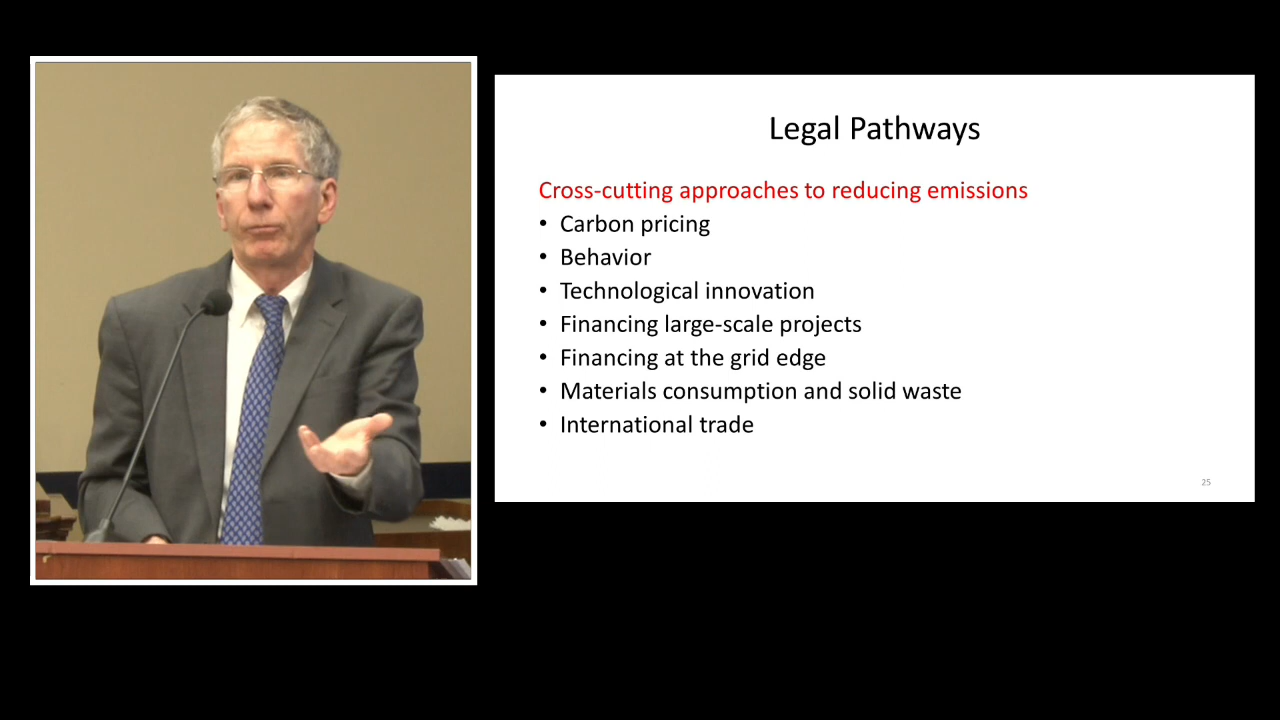 Legal Pathways
Cross-cutting approaches to reducing emissions
• Carbon pricing
• Behavior
• Technological innovation
• Financing large-scale projects
• Financing at the grid edge
• Materials consumption and solid waste
• International trade
25